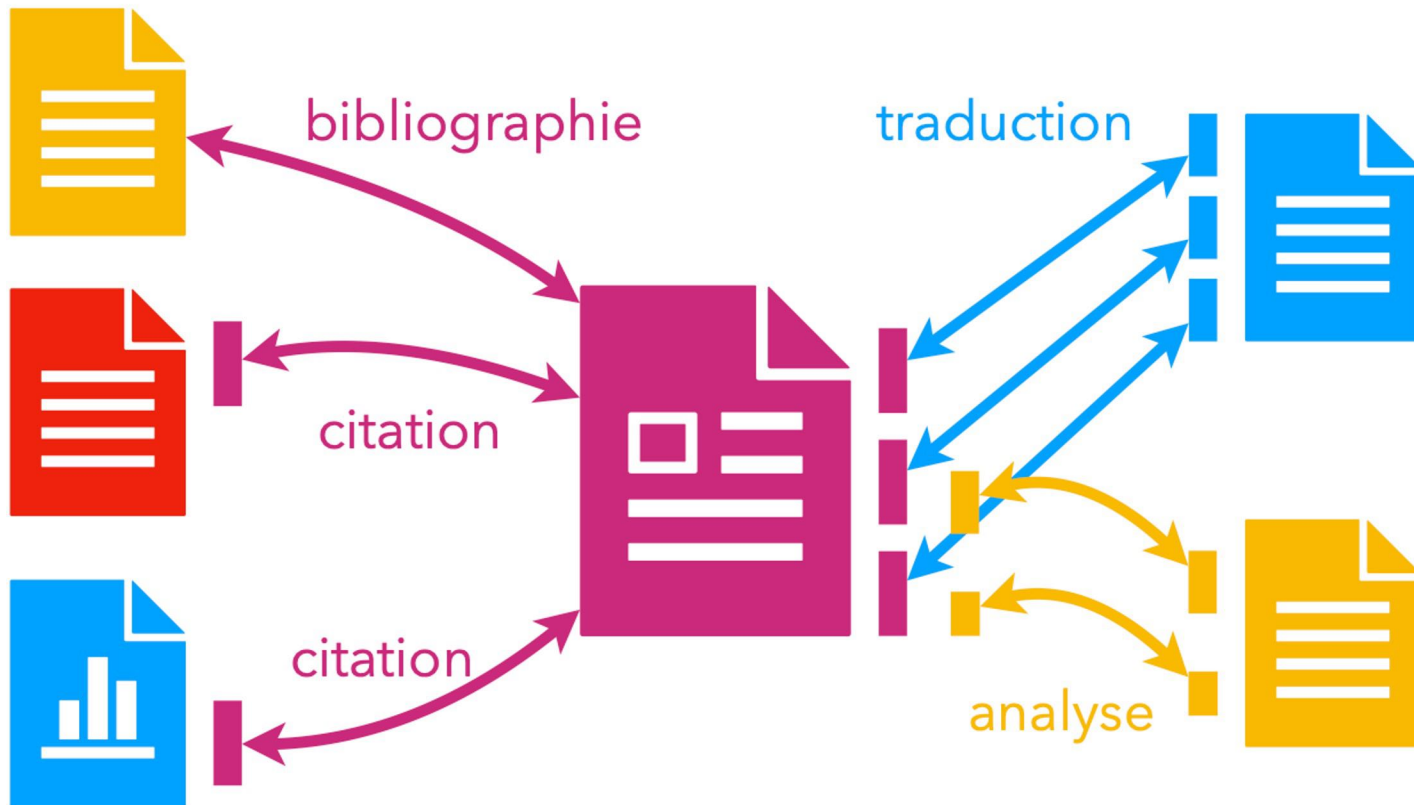 bibliographie
traduction
citation
citation
analyse